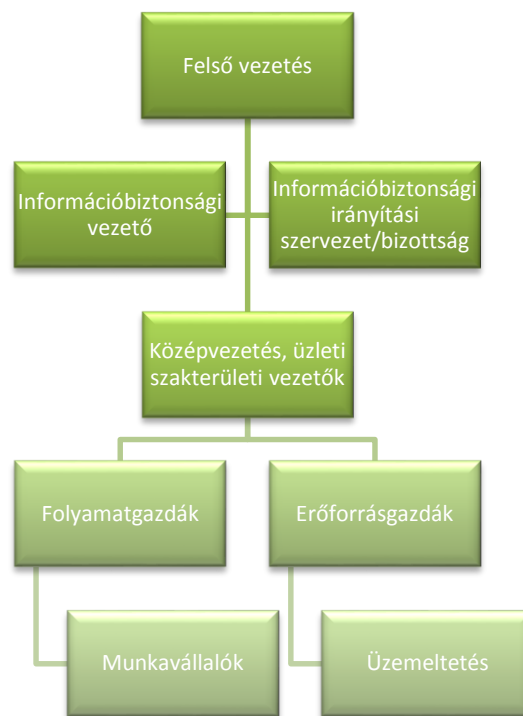 Felső vezetés
Információbiztonsági
vezető
Információbiztonsági
irányítási
szervezet/bizottság
Középvezetés, üzleti
szakterületi vezetők
Folyamatgazdák
Erőforrásgazdák
Munkavállalók
Üzemeltetés